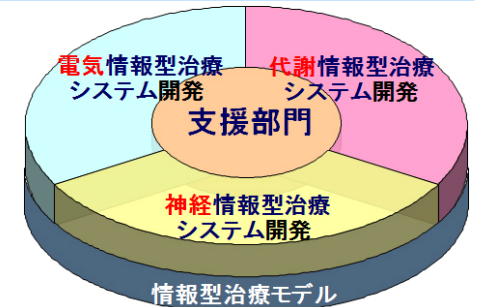 電気情報型治療
システム開発
代謝情報型治療
システム開発
支援部門
神経情報型治療
システム開発
情報型治療モデル